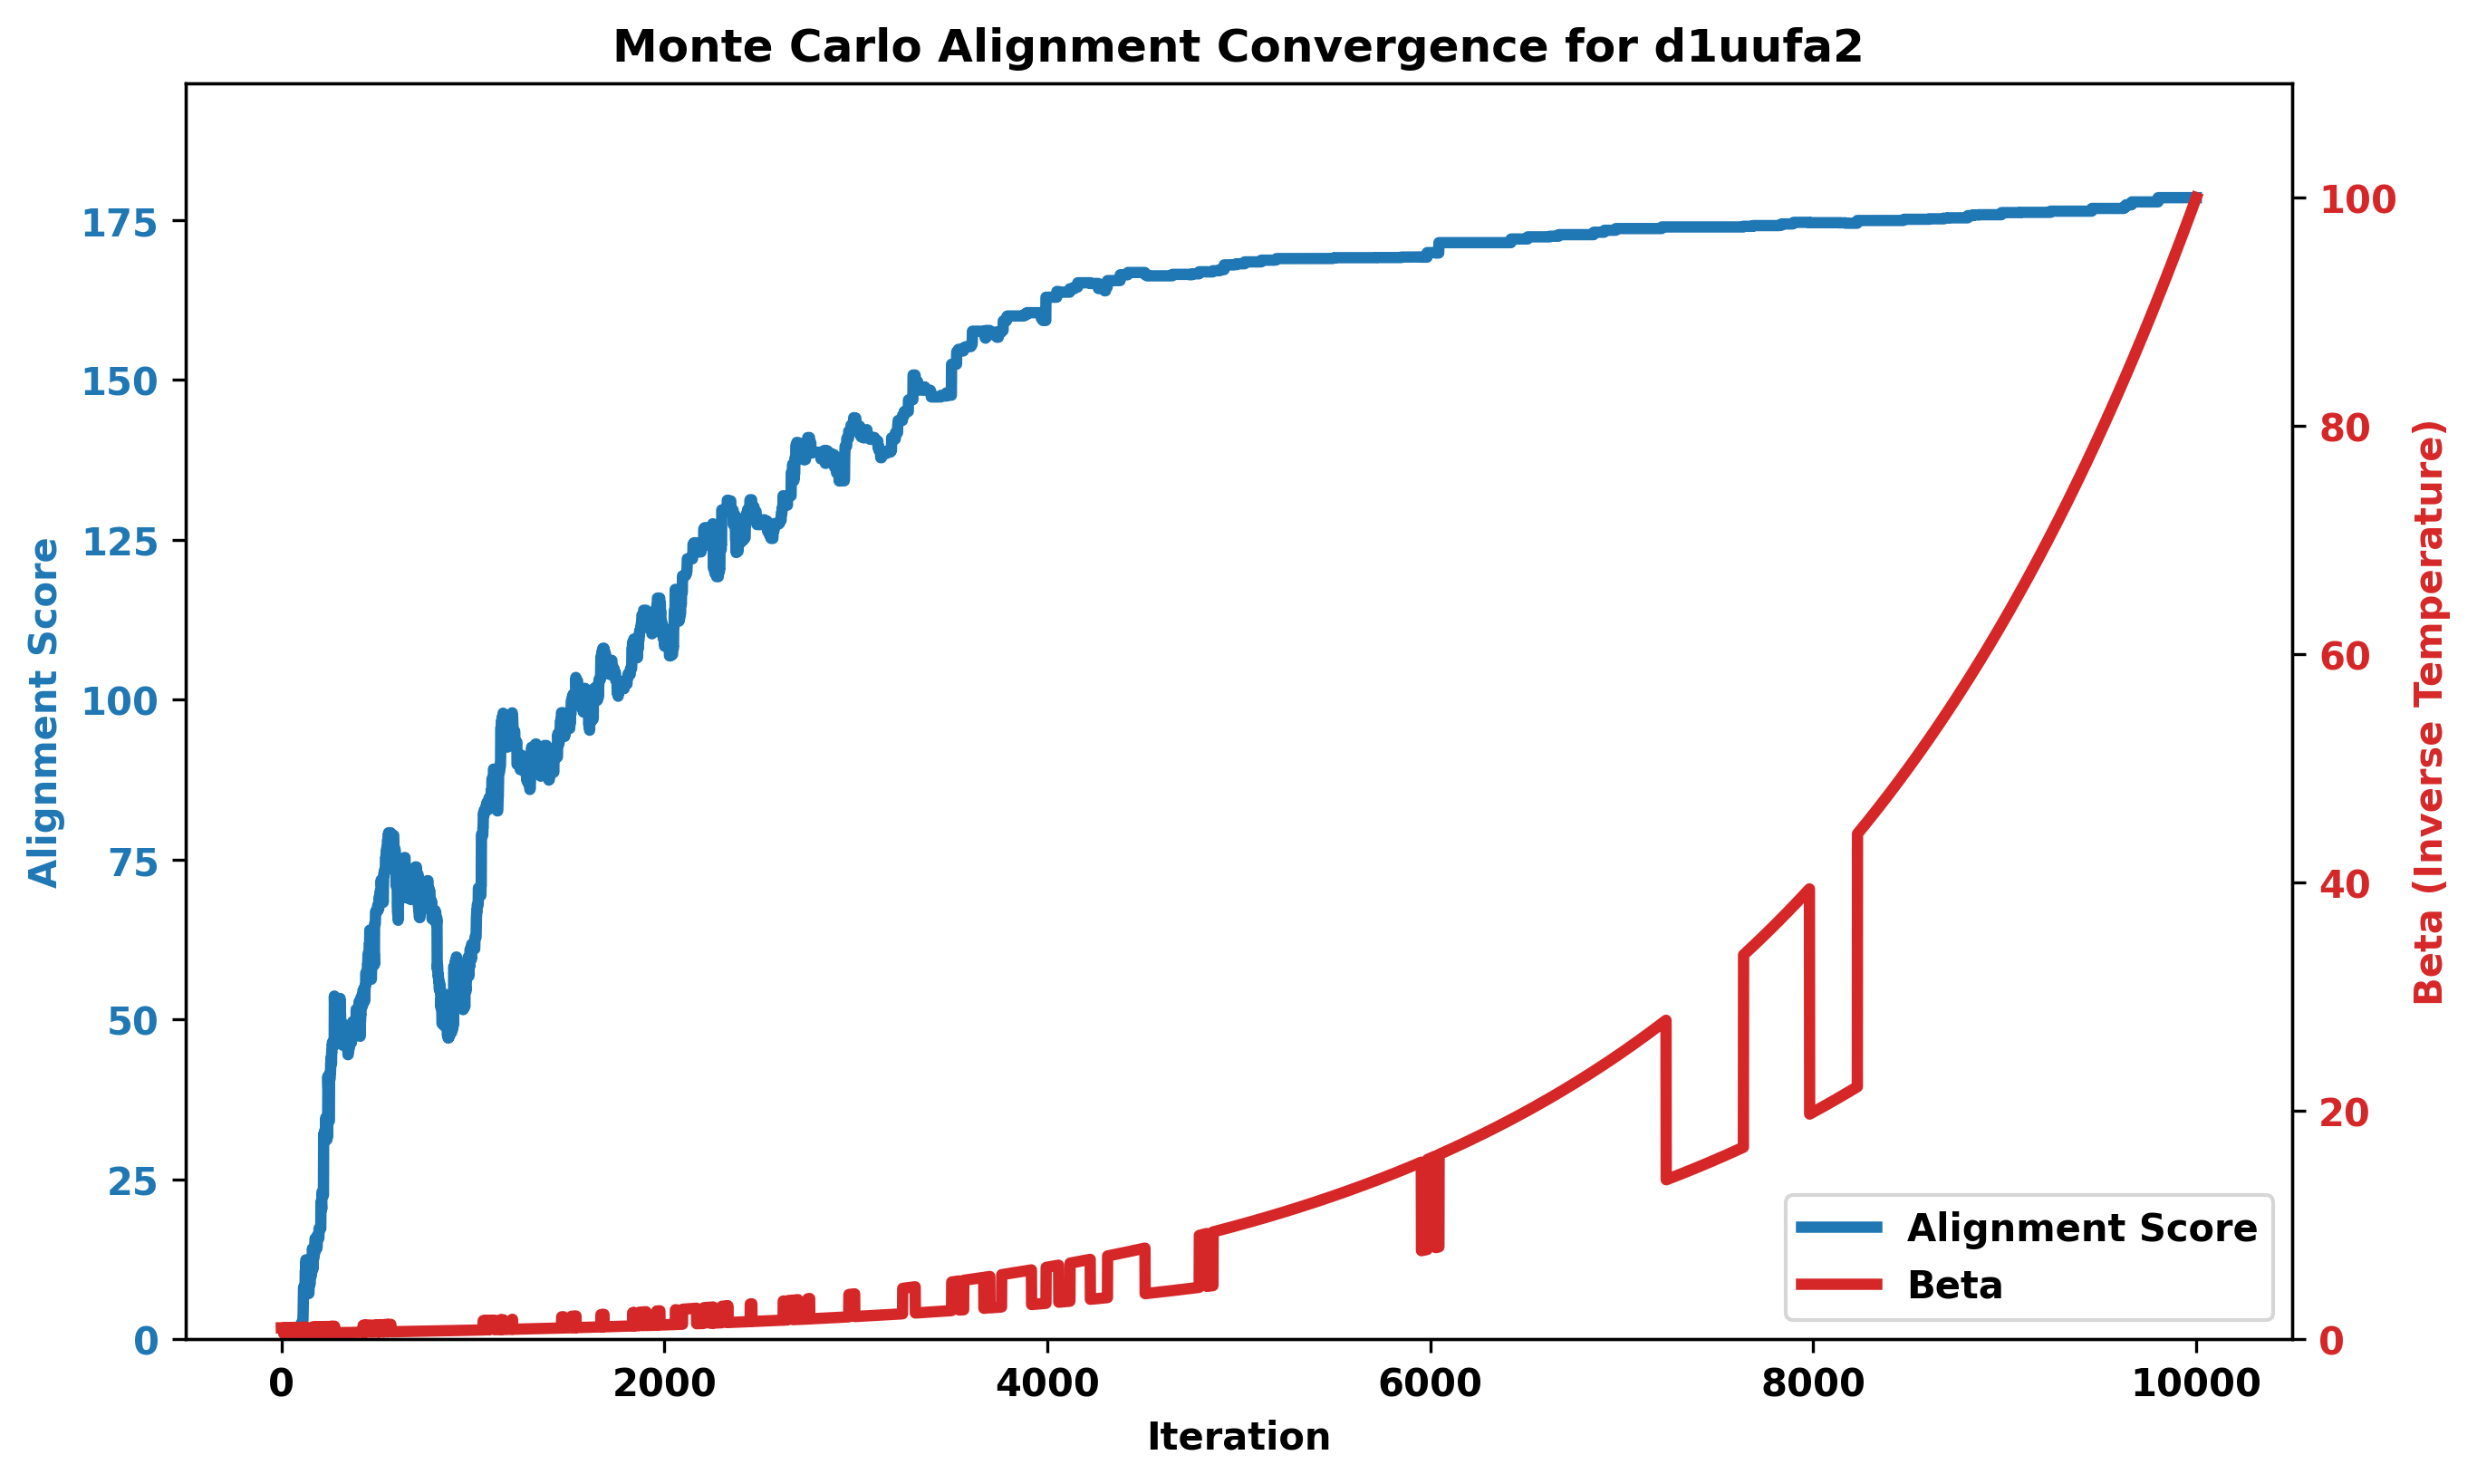 Monte Carlo Alignment Convergence for d1uufa2
175
150
125
100
75
50
25
0
Alignment Score
100
80
60
40
20
0
Beta (Inverse Temperature)
Alignment Score
Beta
0 2000 4000 6000 8000 10000
Iteration